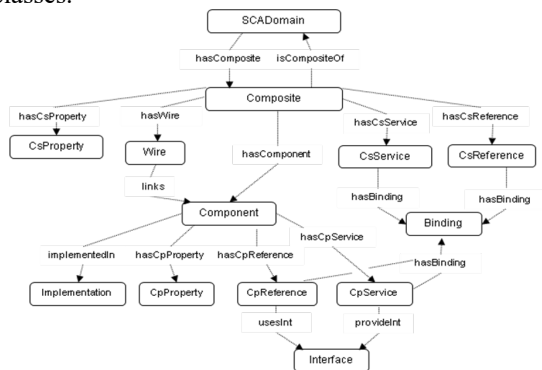 SCADomain
hasComposite isCompositeOf
Composite
hasCsProperty hasWire hasCsService hasCsReference
CsProperty Wire hasComponent CsService CsReference
links hasBinding hasBinding
Component Binding
hasCpService
implementedIn hasCpProperty hasCpReference hasBinding
Implementation CpProperty CpReference CpService
usesInt provideInt
Interface